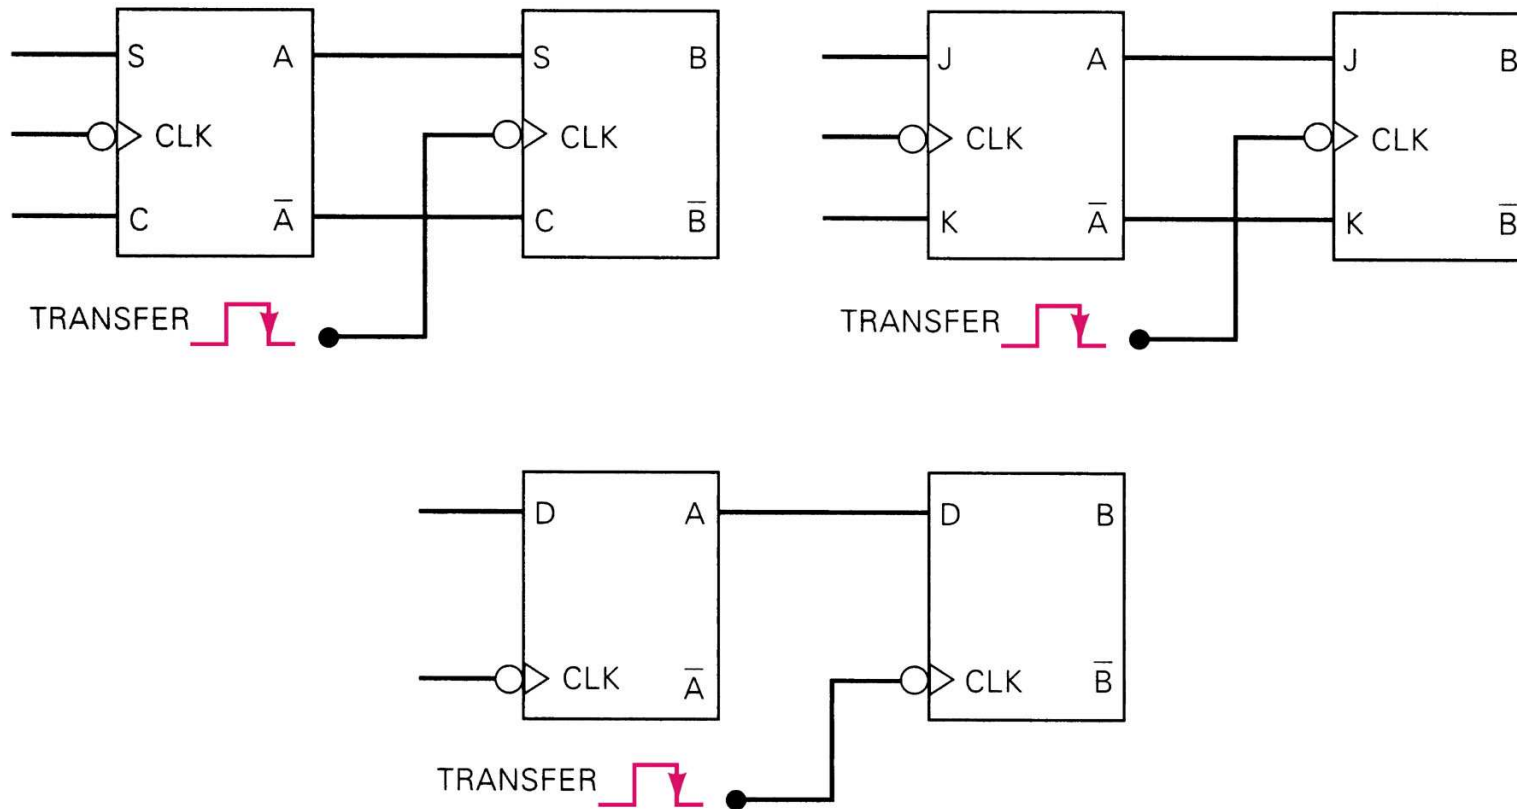 S A S B
CLK CLK
C A̅ C B̅
TRANSFER
J A J B
CLK CLK
K A̅ K B̅
TRANSFER
D A D B
CLK A̅ CLK B̅
TRANSFER